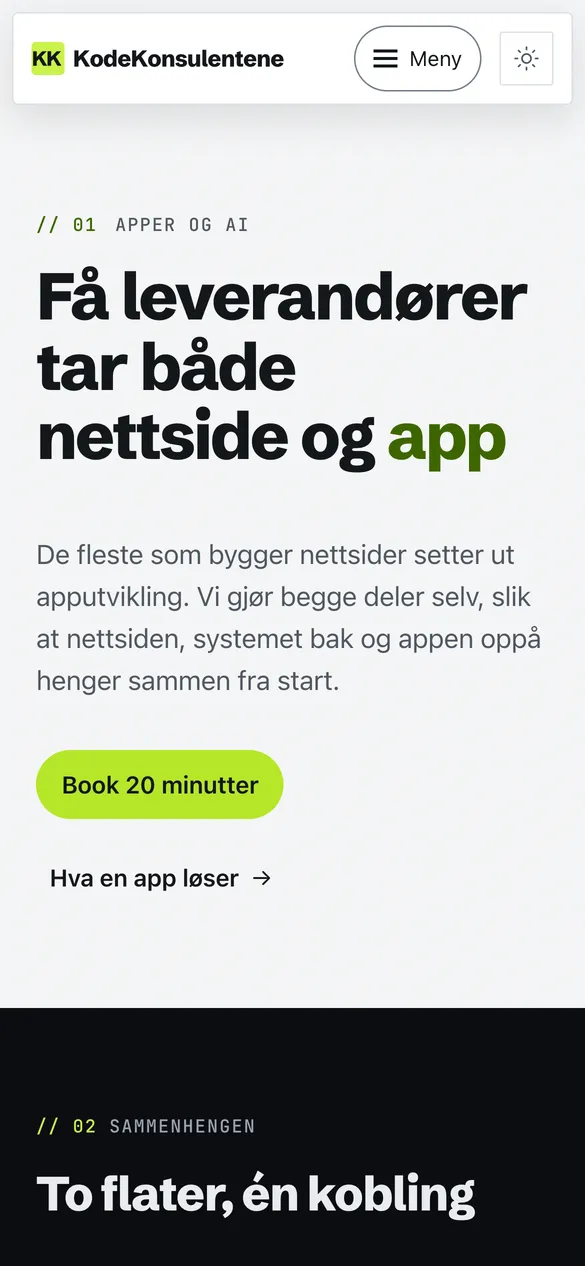 KK KodeKonsulentene
Meny
// 01 APPER OG AI
Få leverandører
tar både
nettside og app
De fleste som bygger nettsider setter ut
apputvikling. Vi gjør begge deler selv, slik
at nettsiden, systemet bak og appen oppå
henger sammen fra start.
Book 20 minutter
Hva en app løser →
// 02 SAMMENHENGEN
To flater, én kobling